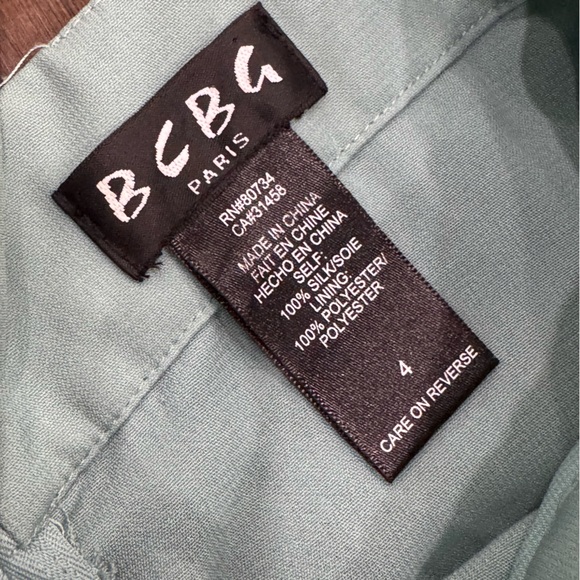 BCBG
PARIS
RN#80734
CA#31458
MADE IN CHINA
FAIT EN CHINE
HECHO EN CHINA
SELF:
100% SILK/SOIE
LINING:
100% POLYESTER/
POLYESTER
4
CARE ON REVERSE